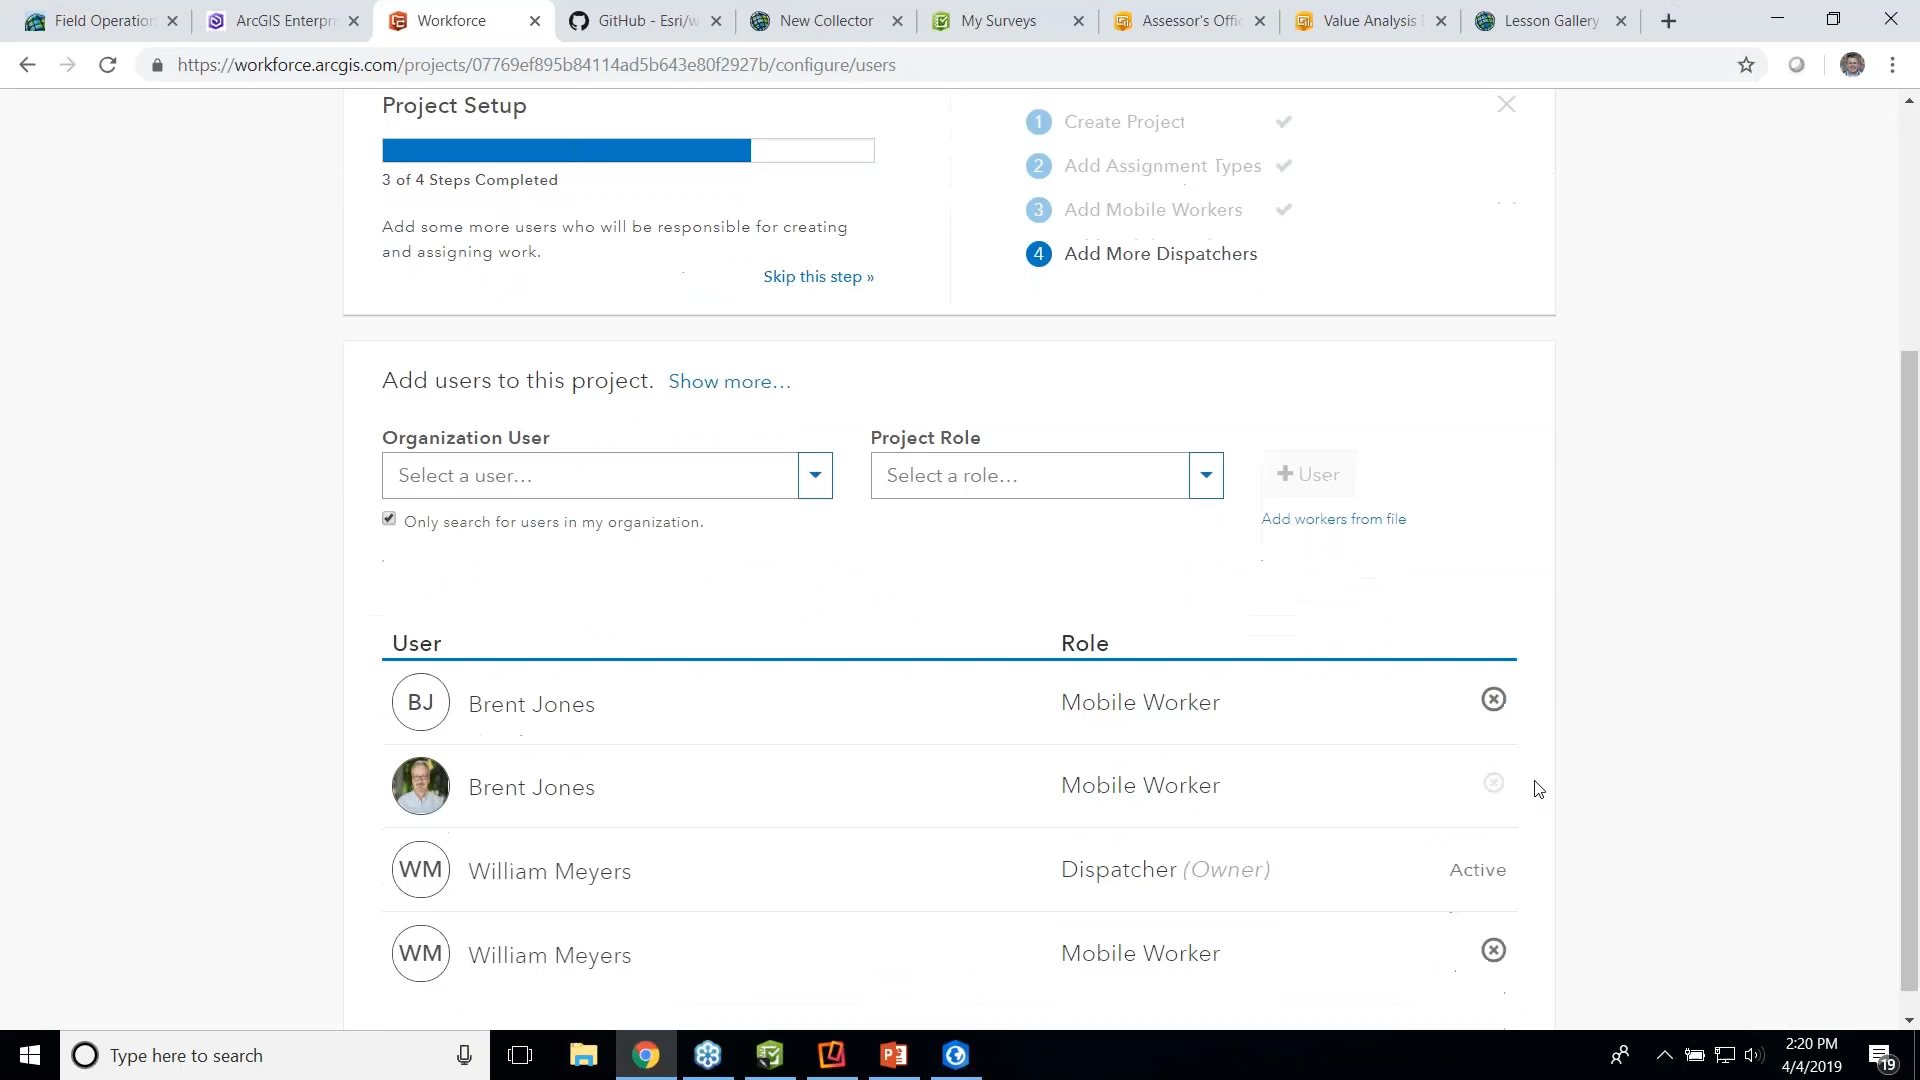 Field Operation
ArcGIS Enterpri
Workforce
GitHub - Esri/w
New Collector
My Surveys
Assessor's Offic
Value Analysis
Lesson Gallery
https://workforce.arcgis.com/projects/07769ef895b84114ad5b643e80f2927b/configure/users
Project Setup
3 of 4 Steps Completed
Add some more users who will be responsible for creating
and assigning work.
Skip this step »
1 Create Project
2 Add Assignment Types
3 Add Mobile Workers
4 Add More Dispatchers
Add users to this project. Show more...
Organization User
Project Role
Select a user...
Select a role...
+ User
Only search for users in my organization.
Add workers from file
User Role
BJ Brent Jones Mobile Worker
Brent Jones Mobile Worker
WM William Meyers Dispatcher (Owner) Active
WM William Meyers Mobile Worker
Type here to search
2:20 PM
4/4/2019
19